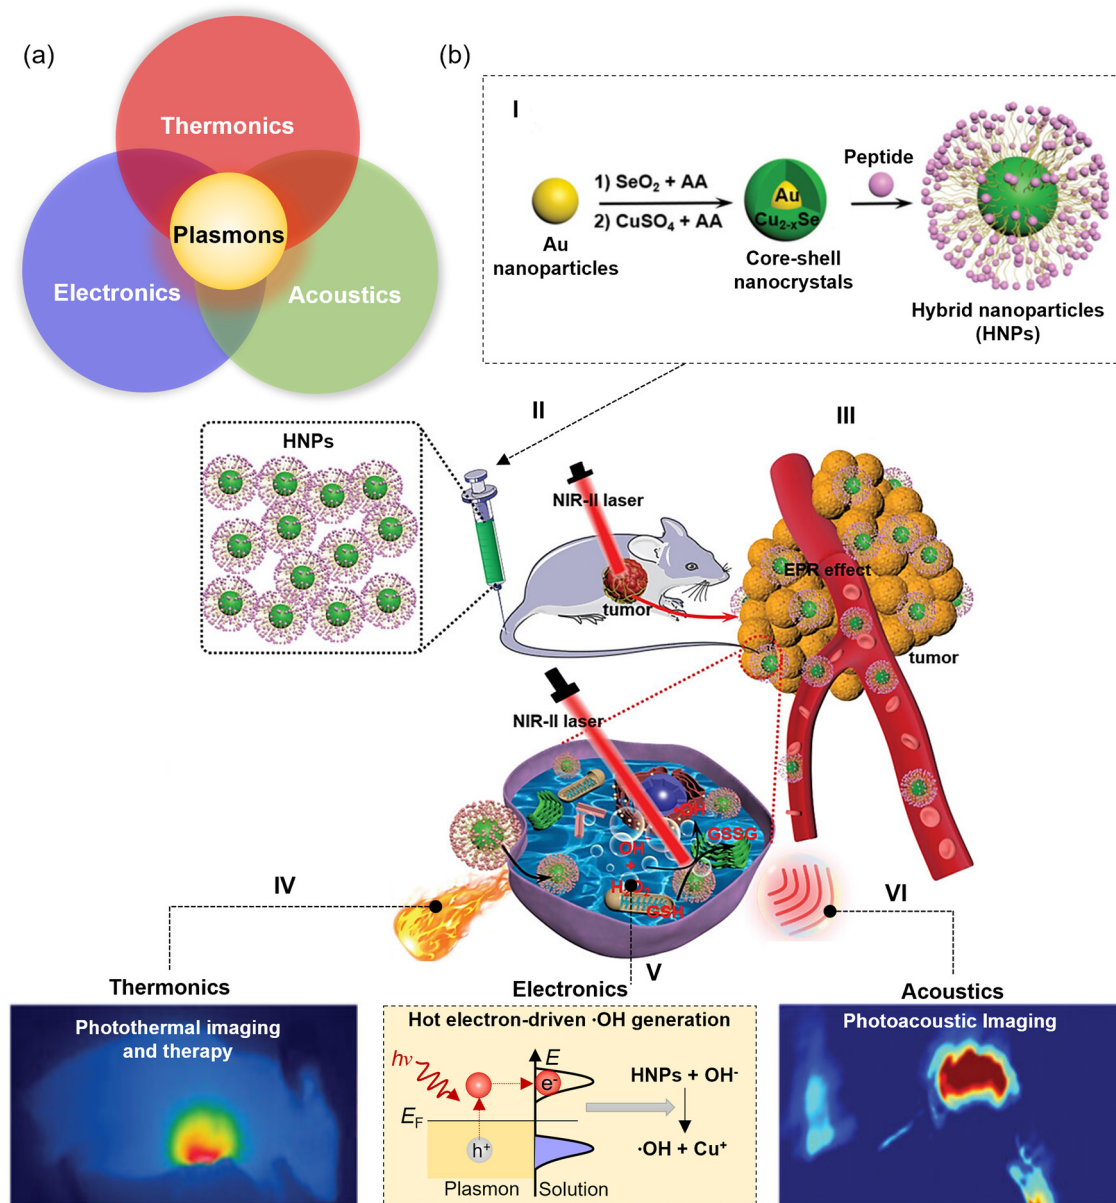 (a)
Thermonics
Plasmons
Electronics
Acoustics
(b)
I
Au
nanoparticles
1) SeO₂ + AA
2) CuSO₄ + AA
Au
Cu₂₋ₓSe
Core-shell
nanocrystals
Peptide
Hybrid nanoparticles
(HNPs)
II
HNPs
NIR-II laser
tumor
III
EPR effect
tumor
NIR-II laser
·OH
GSSG
OH⁻
+
H₂O₂
GSH
IV
V
VI
Thermonics
Photothermal imaging
and therapy
Electronics
Hot electron-driven ·OH generation
hν
E
e⁻
E_F
h⁺
Plasmon
Solution
HNPs + OH⁻
·OH + Cu⁺
Acoustics
Photoacoustic Imaging